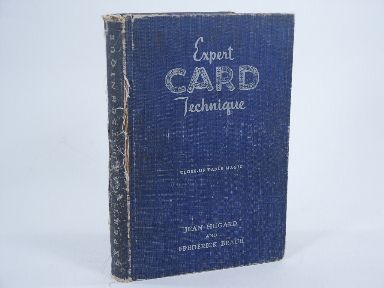 Expert
CARD
Technique
CLOSE-UP TABLE MAGIC
JEAN HUGARD
AND
FREDERICK BRAUE